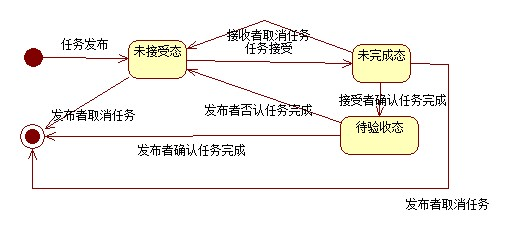 任务发布
接收者取消任务
任务接受
未接受态
未完成态
接受者确认任务完成
发布者取消任务
发布者否认任务完成
待验收态
发布者确认任务完成
发布者取消任务